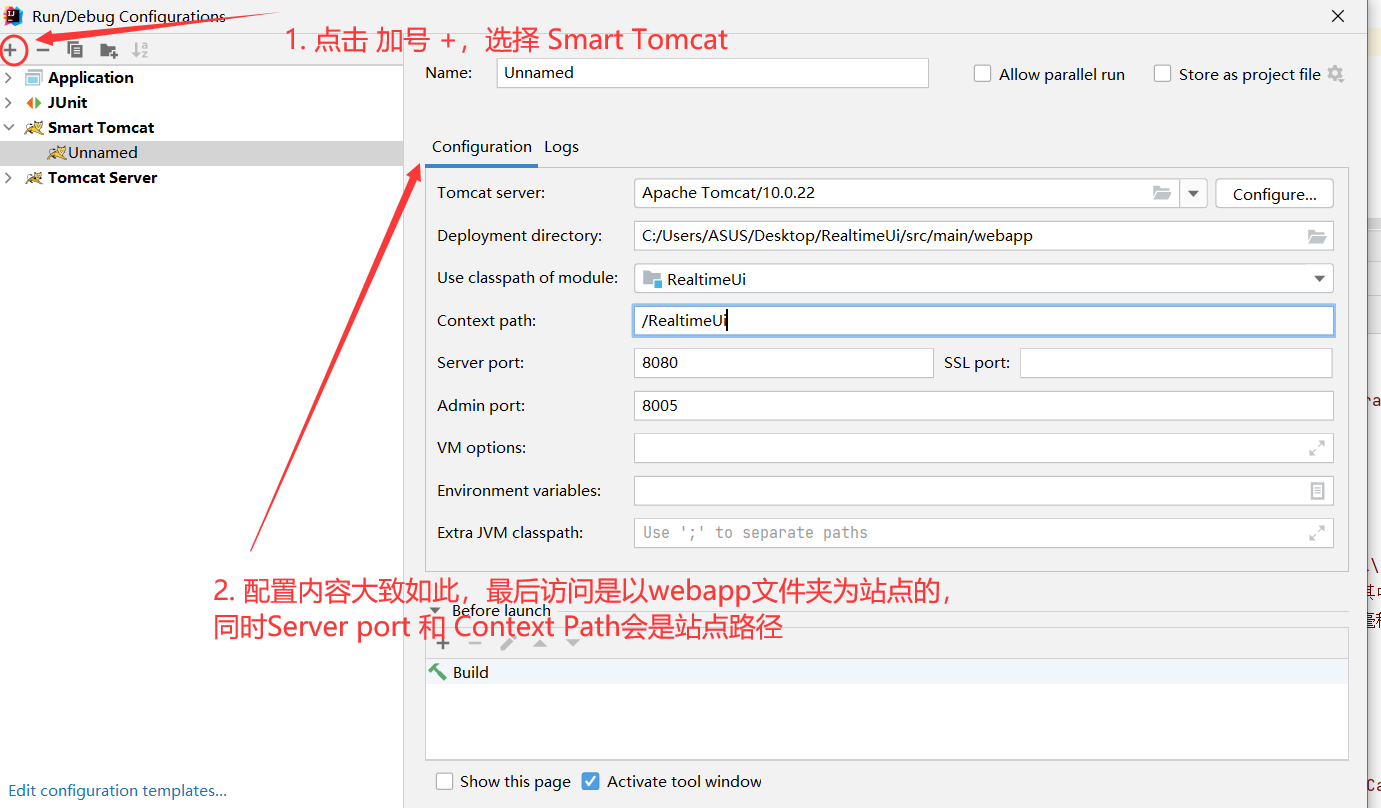 Run/Debug Configurations
1. 点击 加号 +，选择 Smart Tomcat
Application
JUnit
Smart Tomcat
Unnamed
Tomcat Server
Name: Unnamed
Allow parallel run
Store as project file
Configuration Logs
Tomcat server: Apache Tomcat/10.0.22 Configure...
Deployment directory: C:/Users/ASUS/Desktop/RealtimeUi/src/main/webapp
Use classpath of module: RealtimeUi
Context path: /RealtimeUi
Server port: 8080 SSL port:
Admin port: 8005
VM options:
Environment variables:
Extra JVM classpath: Use ';' to separate paths
2. 配置内容大致如此，最后访问是以webapp文件夹为站点的，
Before launch
同时Server port 和 Context Path会是站点路径
Build
Show this page Activate tool window
Edit configuration templates...